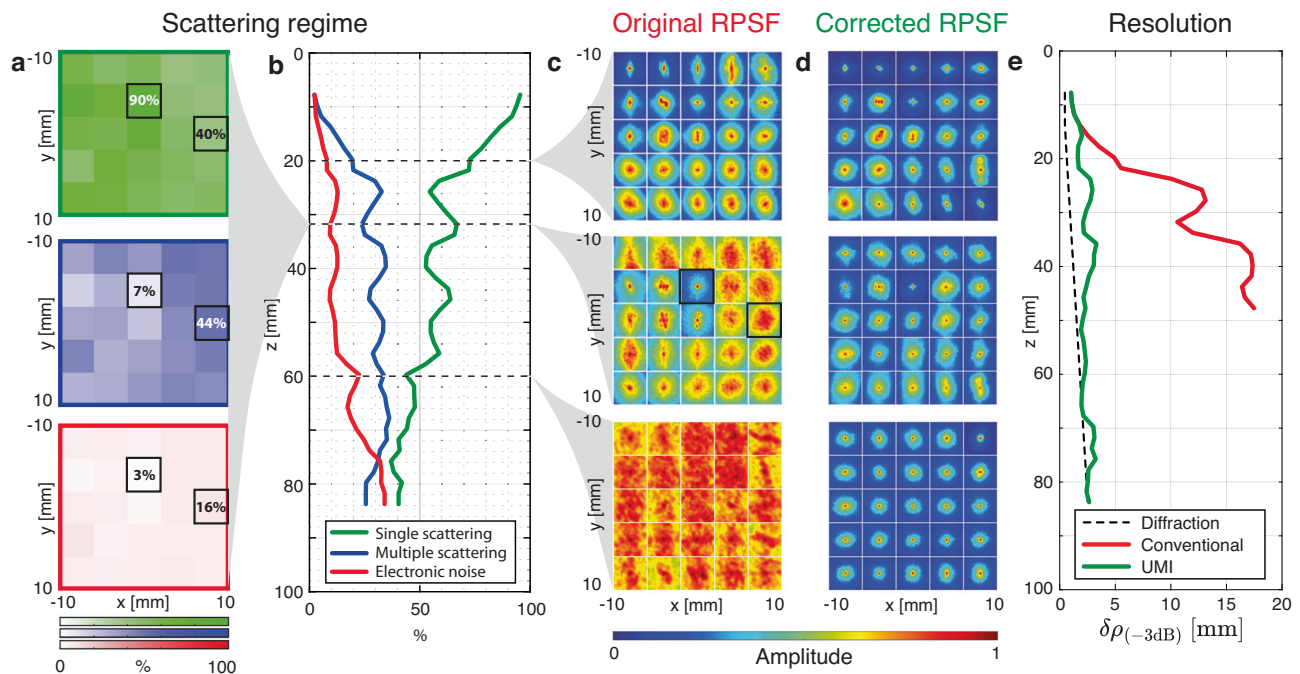 Scattering regime
Original RPSF
Corrected RPSF
Resolution
a
-10
y [mm]
10
90%
40%
-10
y [mm]
10
7%
44%
-10
y [mm]
10
3%
16%
-10
x [mm]
10
0
%
100
b
0
20
40
60
80
100
z [mm]
Single scattering
Multiple scattering
Electronic noise
0
50
100
%
c
-10
y [mm]
10
-10
y [mm]
10
-10
y [mm]
10
-10
x [mm]
10
d
-10
x [mm]
10
0
Amplitude
1
e
0
20
40
60
80
100
z [mm]
Diffraction
Conventional
UMI
0
5
10
15
20
δρ(−3dB) [mm]